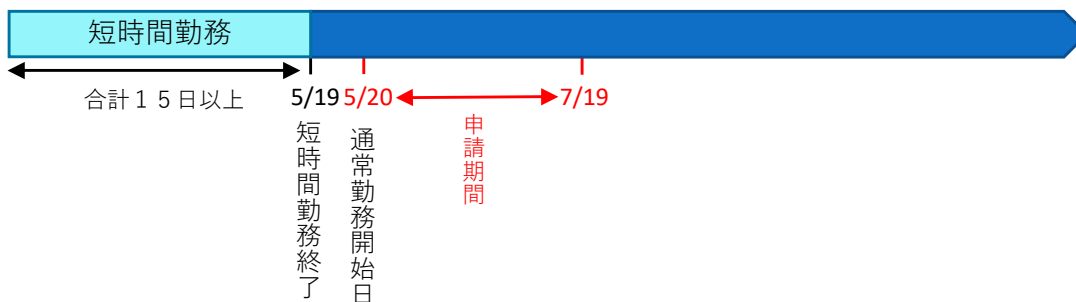 短時間勤務
合計１５日以上
5/19
5/20
7/19
短時間勤務終了
通常勤務開始日
申請期間